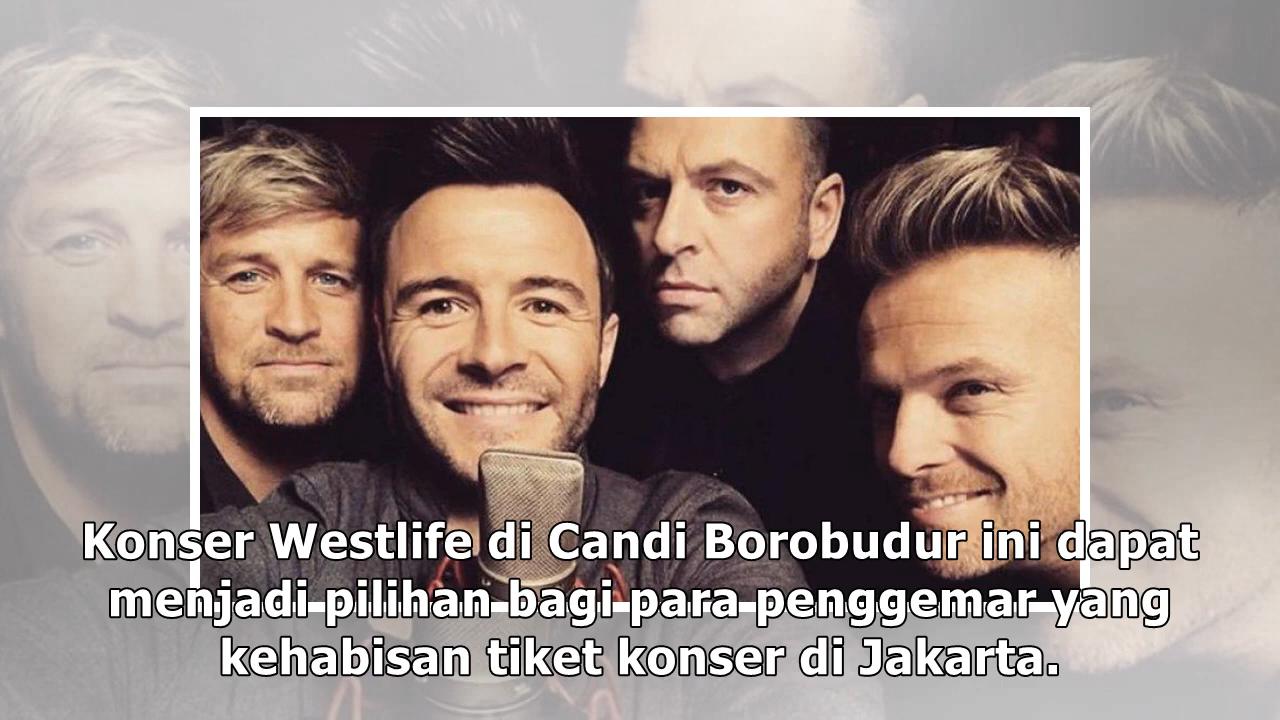 Konser Westlife di Candi Borobudur ini dapat
menjadi pilihan bagi para penggemar yang
kehabisan tiket konser di Jakarta.